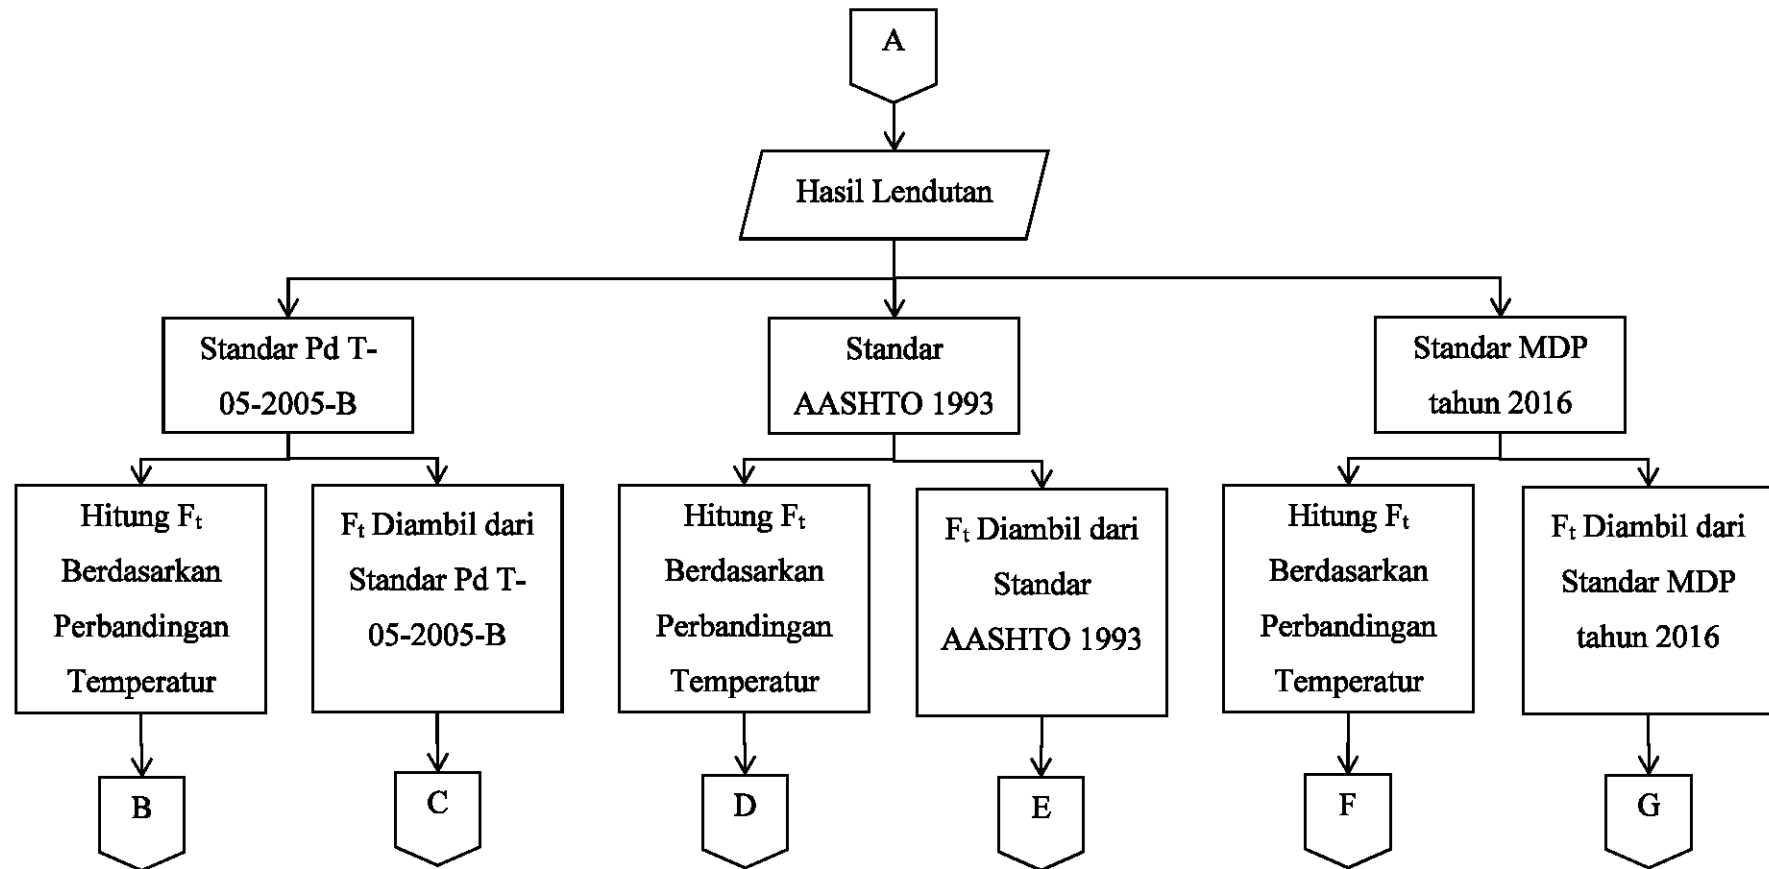 A
Hasil Lendutan
Standar Pd T-
05-2005-B
Standar
AASHTO 1993
Standar MDP
tahun 2016
Hitung Fₜ
Berdasarkan
Perbandingan
Temperatur
Fₜ Diambil dari
Standar Pd T-
05-2005-B
Hitung Fₜ
Berdasarkan
Perbandingan
Temperatur
Fₜ Diambil dari
Standar
AASHTO 1993
Hitung Fₜ
Berdasarkan
Perbandingan
Temperatur
Fₜ Diambil dari
Standar MDP
tahun 2016
B
C
D
E
F
G